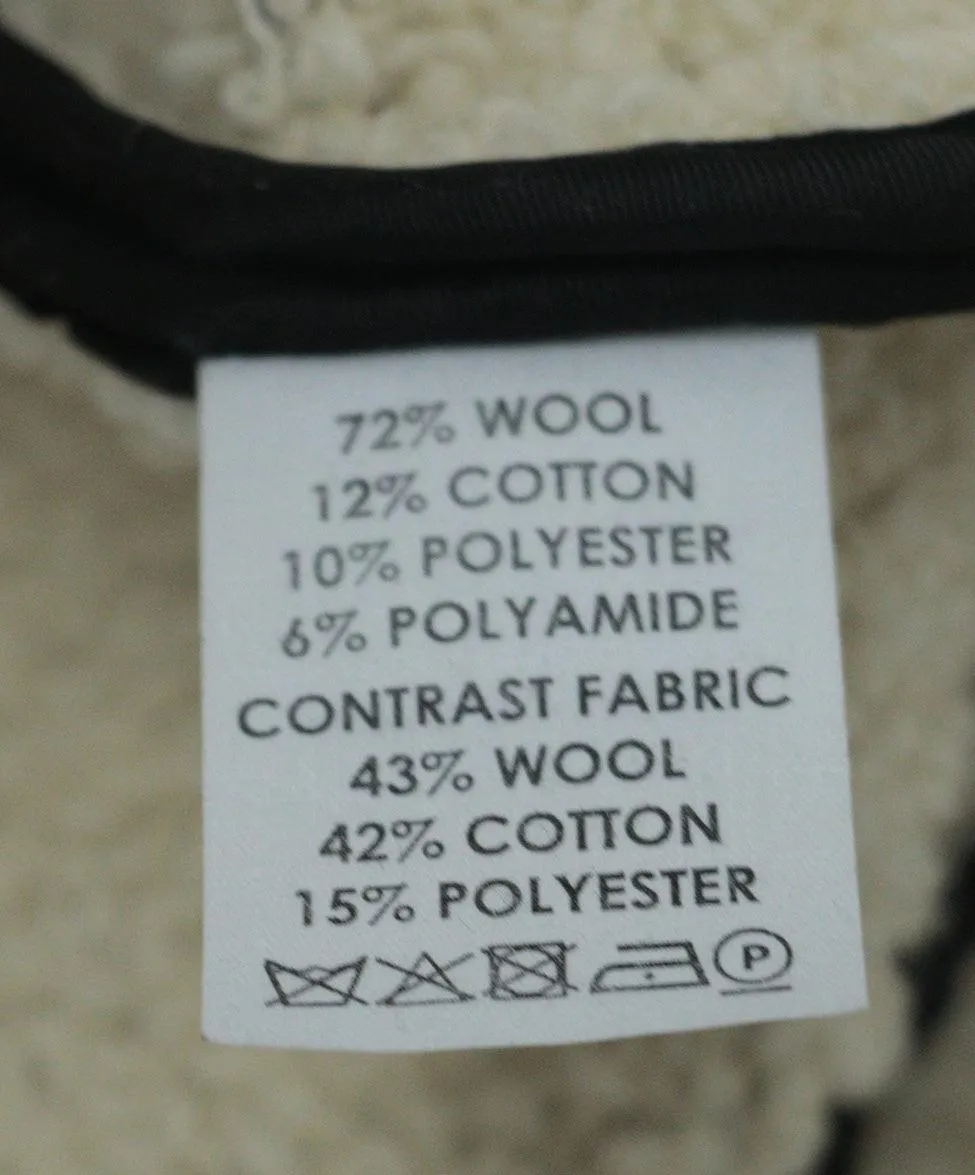 72% WOOL
12% COTTON
10% POLYESTER
6% POLYAMIDE
CONTRAST FABRIC
43% WOOL
42% COTTON
15% POLYESTER
P